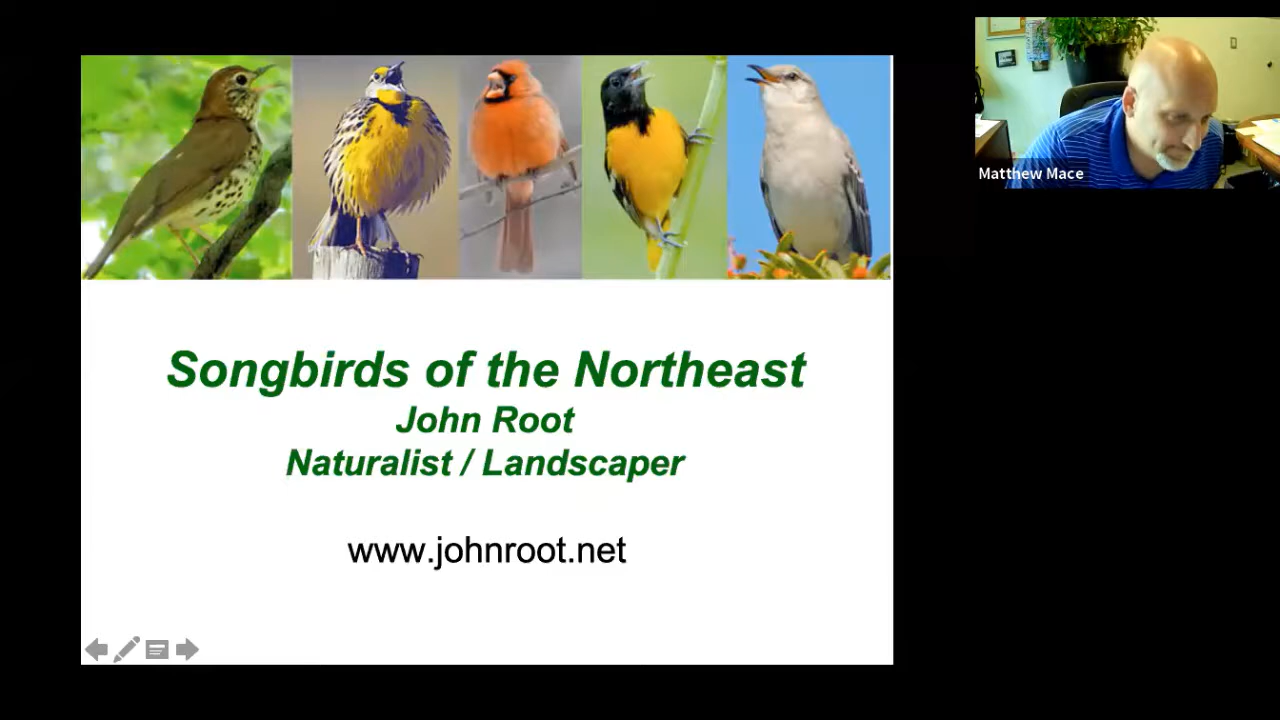 Songbirds of the Northeast
John Root
Naturalist / Landscaper
www.johnroot.net
Matthew Mace